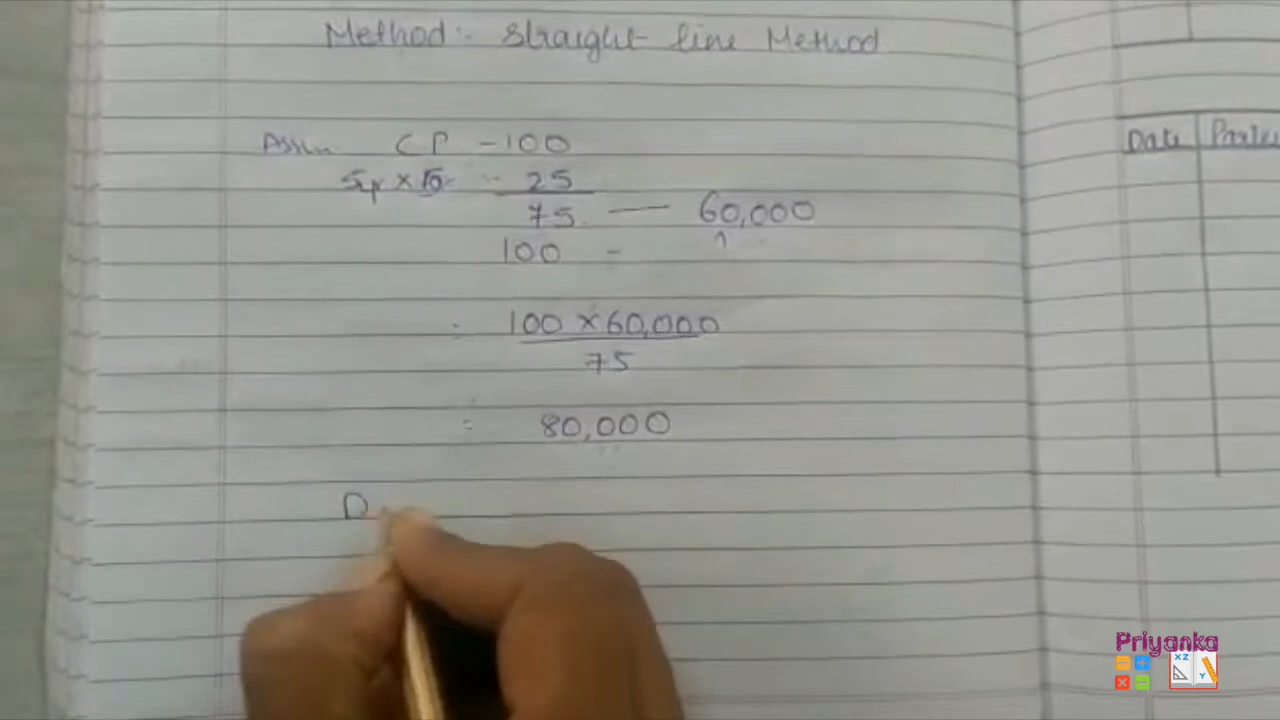 Method:- Straight line Method
Assum CP - 100
5yr × 5% - 25
75 — 60,000
100 -
100 × 60,000
75
= 80,000
D
Date
Priyanka